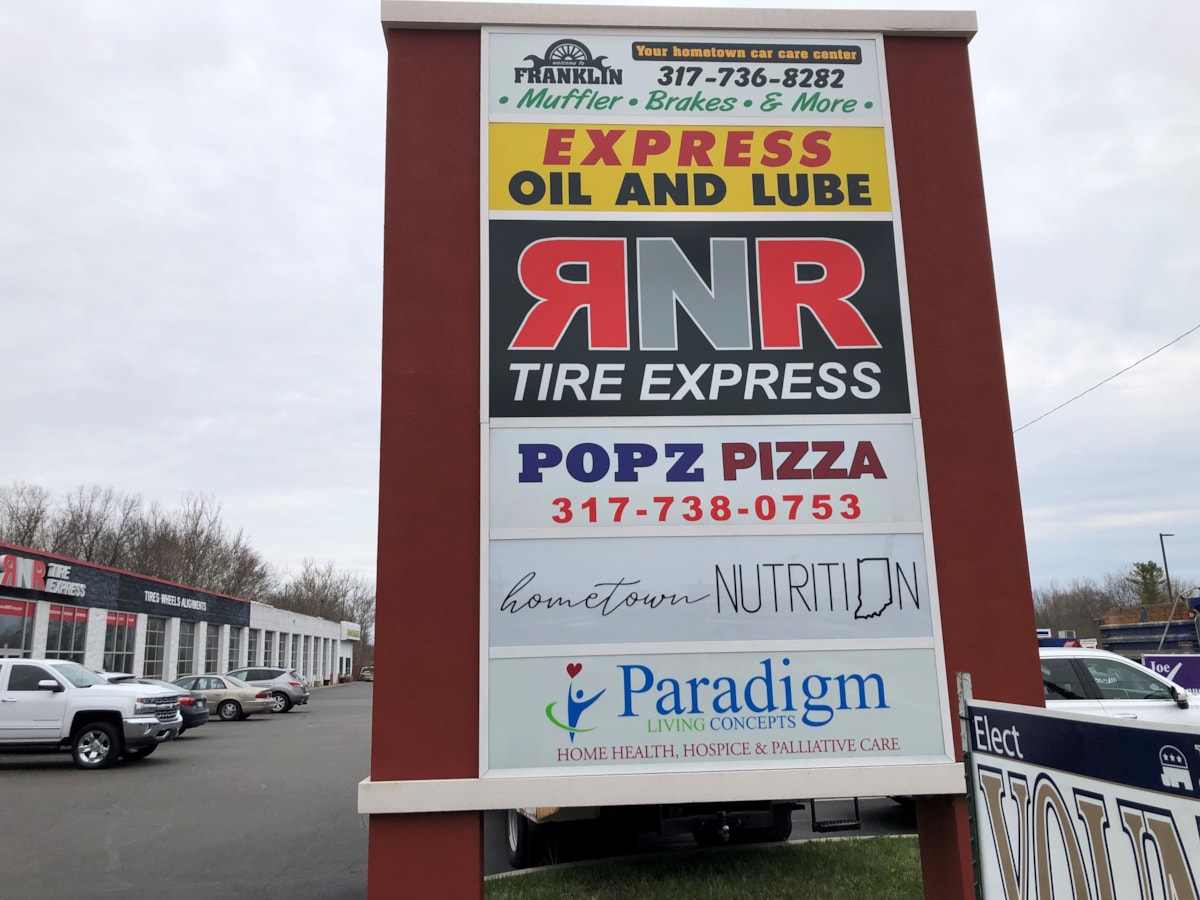 welcome to
FRANKLIN
Your hometown car care center
317-736-8282
• Muffler • Brakes • & More •
EXPRESS
OIL AND LUBE
RNR
TIRE EXPRESS
POPZ PIZZA
317-738-0753
hometown NUTRITION
Paradigm
LIVING CONCEPTS
HOME HEALTH, HOSPICE & PALLIATIVE CARE
RNR TIRE EXPRESS
TIRES·WHEELS·ALIGNMENTS
Joe
Elect